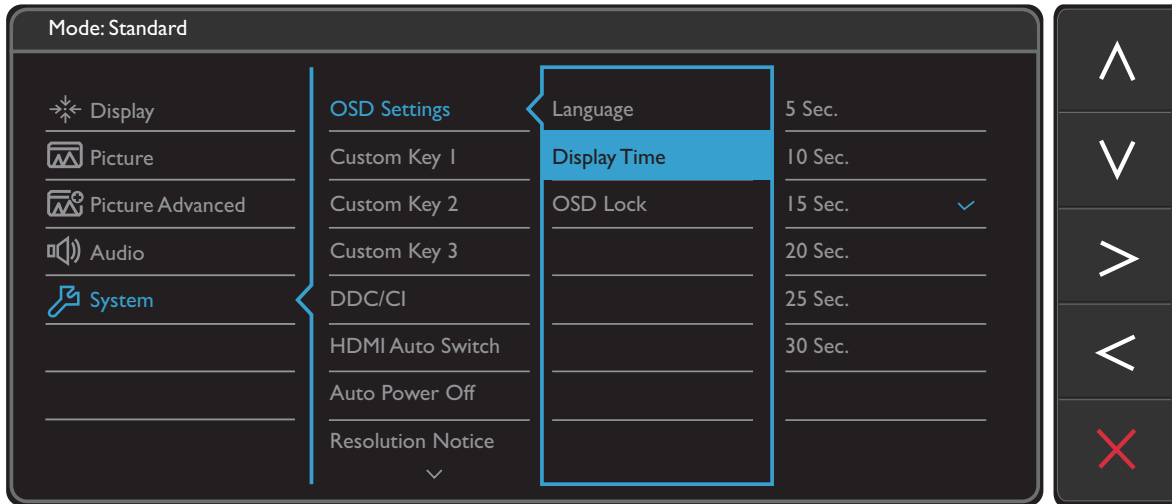 Mode: Standard
Display
Picture
Picture Advanced
Audio
System
OSD Settings
Custom Key 1
Custom Key 2
Custom Key 3
DDC/CI
HDMI Auto Switch
Auto Power Off
Resolution Notice
Language
Display Time
OSD Lock
5 Sec.
10 Sec.
15 Sec.
20 Sec.
25 Sec.
30 Sec.